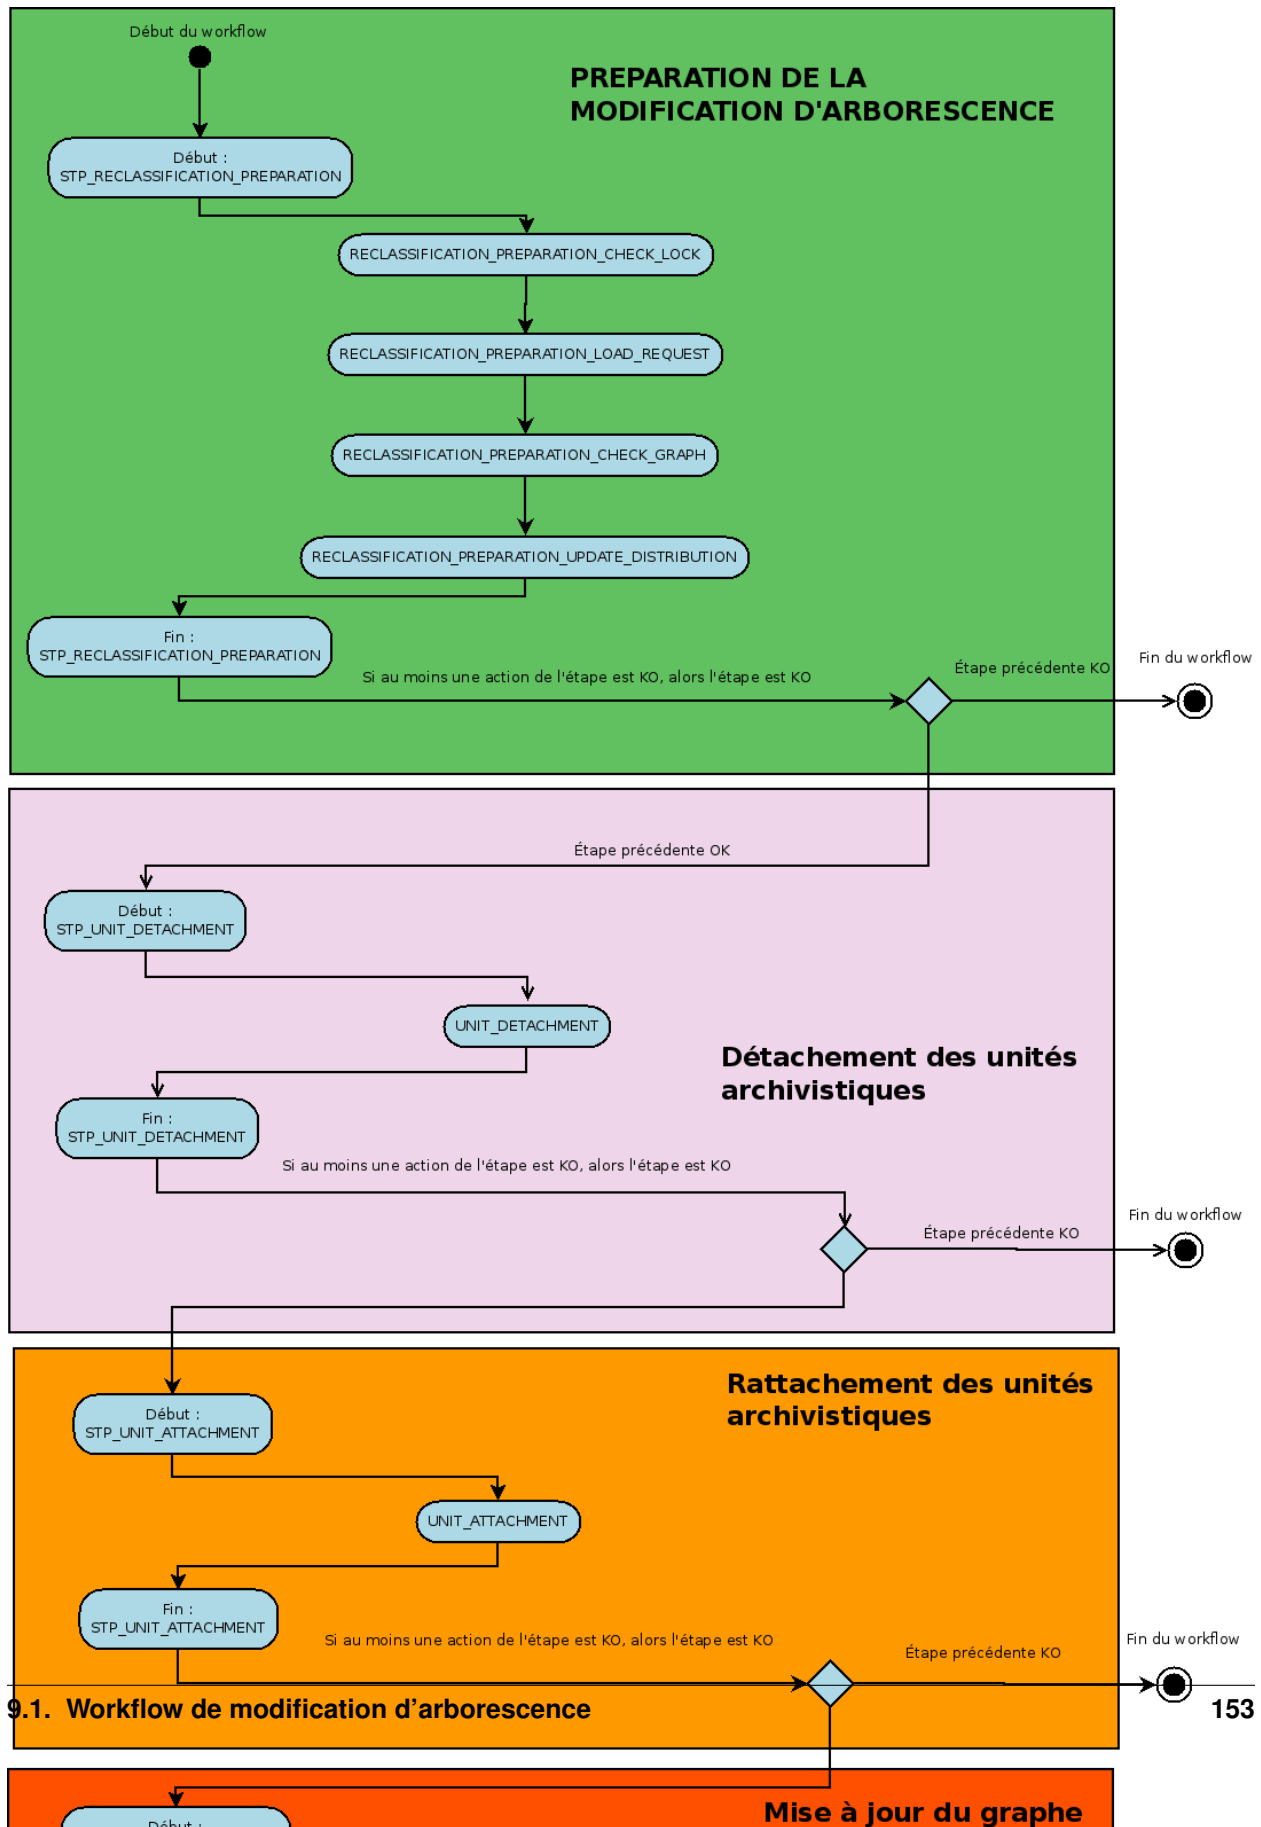 Début du workflow
PREPARATION DE LA
MODIFICATION D'ARBORESCENCE
Début :
STP_RECLASSIFICATION_PREPARATION
RECLASSIFICATION_PREPARATION_CHECK_LOCK
RECLASSIFICATION_PREPARATION_LOAD_REQUEST
RECLASSIFICATION_PREPARATION_CHECK_GRAPH
RECLASSIFICATION_PREPARATION_UPDATE_DISTRIBUTION
Fin :
STP_RECLASSIFICATION_PREPARATION
Si au moins une action de l'étape est KO, alors l'étape est KO
Étape précédente KO
Fin du workflow
Étape précédente OK
Début :
STP_UNIT_DETACHMENT
UNIT_DETACHMENT
Détachement des unités
archivistiques
Fin :
STP_UNIT_DETACHMENT
Si au moins une action de l'étape est KO, alors l'étape est KO
Étape précédente KO
Fin du workflow
Rattachement des unités
archivistiques
Début :
STP_UNIT_ATTACHMENT
UNIT_ATTACHMENT
Fin :
STP_UNIT_ATTACHMENT
Si au moins une action de l'étape est KO, alors l'étape est KO
Étape précédente KO
Fin du workflow
9.1. Workflow de modification d'arborescence
153
Mise à jour du graphe
Début :